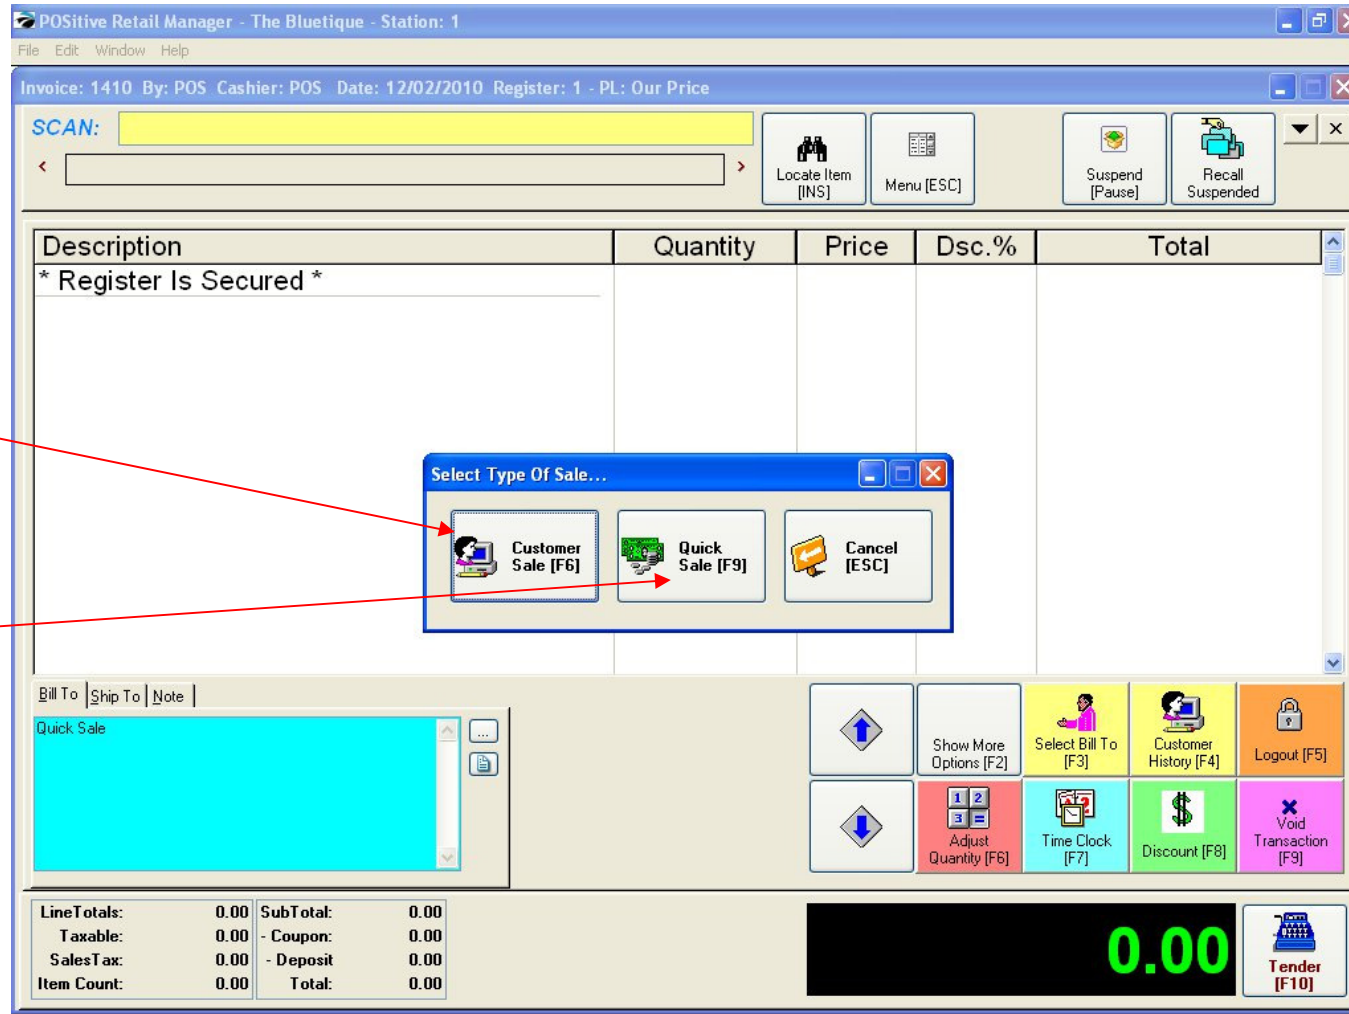 POSitive Retail Manager - The Bluetique - Station: 1
File Edit Window Help
Invoice: 1410 By: POS Cashier: POS Date: 12/02/2010 Register: 1 - PL: Our Price
SCAN:
<
>
Locate Item
[INS]
Menu [ESC]
Suspend
[Pause]
Recall
Suspended
Description Quantity Price Dsc.% Total
* Register Is Secured *
Select Type Of Sale...
Customer
Sale [F6]
Quick
Sale [F9]
Cancel
[ESC]
Bill To Ship To Note
Quick Sale
...
Show More
Options [F2]
Select Bill To
[F3]
Customer
History [F4]
Logout [F5]
1 2
3 =
Adjust
Quantity [F6]
Time Clock
[F7]
$
Discount [F8]
Void
Transaction
[F9]
LineTotals: 0.00 SubTotal: 0.00
Taxable: 0.00 - Coupon: 0.00
SalesTax: 0.00 - Deposit 0.00
Item Count: 0.00 Total: 0.00
0.00
Tender
[F10]